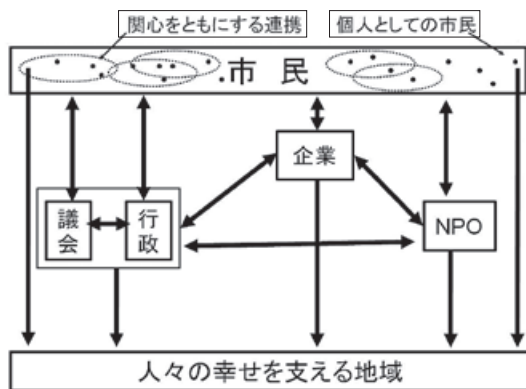 関心をともにする連携
個人としての市民
市民
企業
議会
行政
NPO
人々の幸せを支える地域